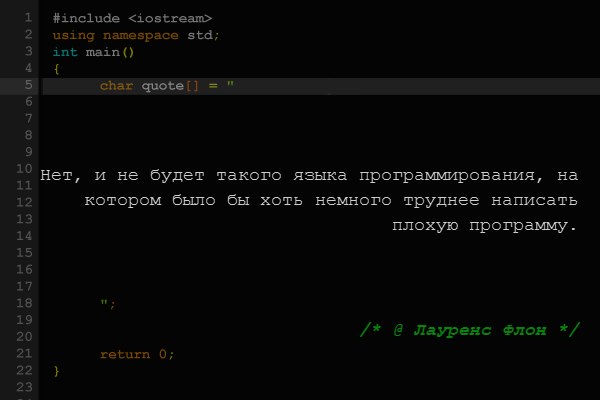 1 #include <iostream>
2 using namespace std;
3 int main()
4 {
5 char quote[] = "
6
7
8
9
10
Нет, и не будет такого языка программирования, на
11
12
котором было бы хоть немного труднее написать
13
плохую программу.
14
15
16
17
18 ";
19
/* @ Лауренс Флон */
20
21 return 0;
22 }
23